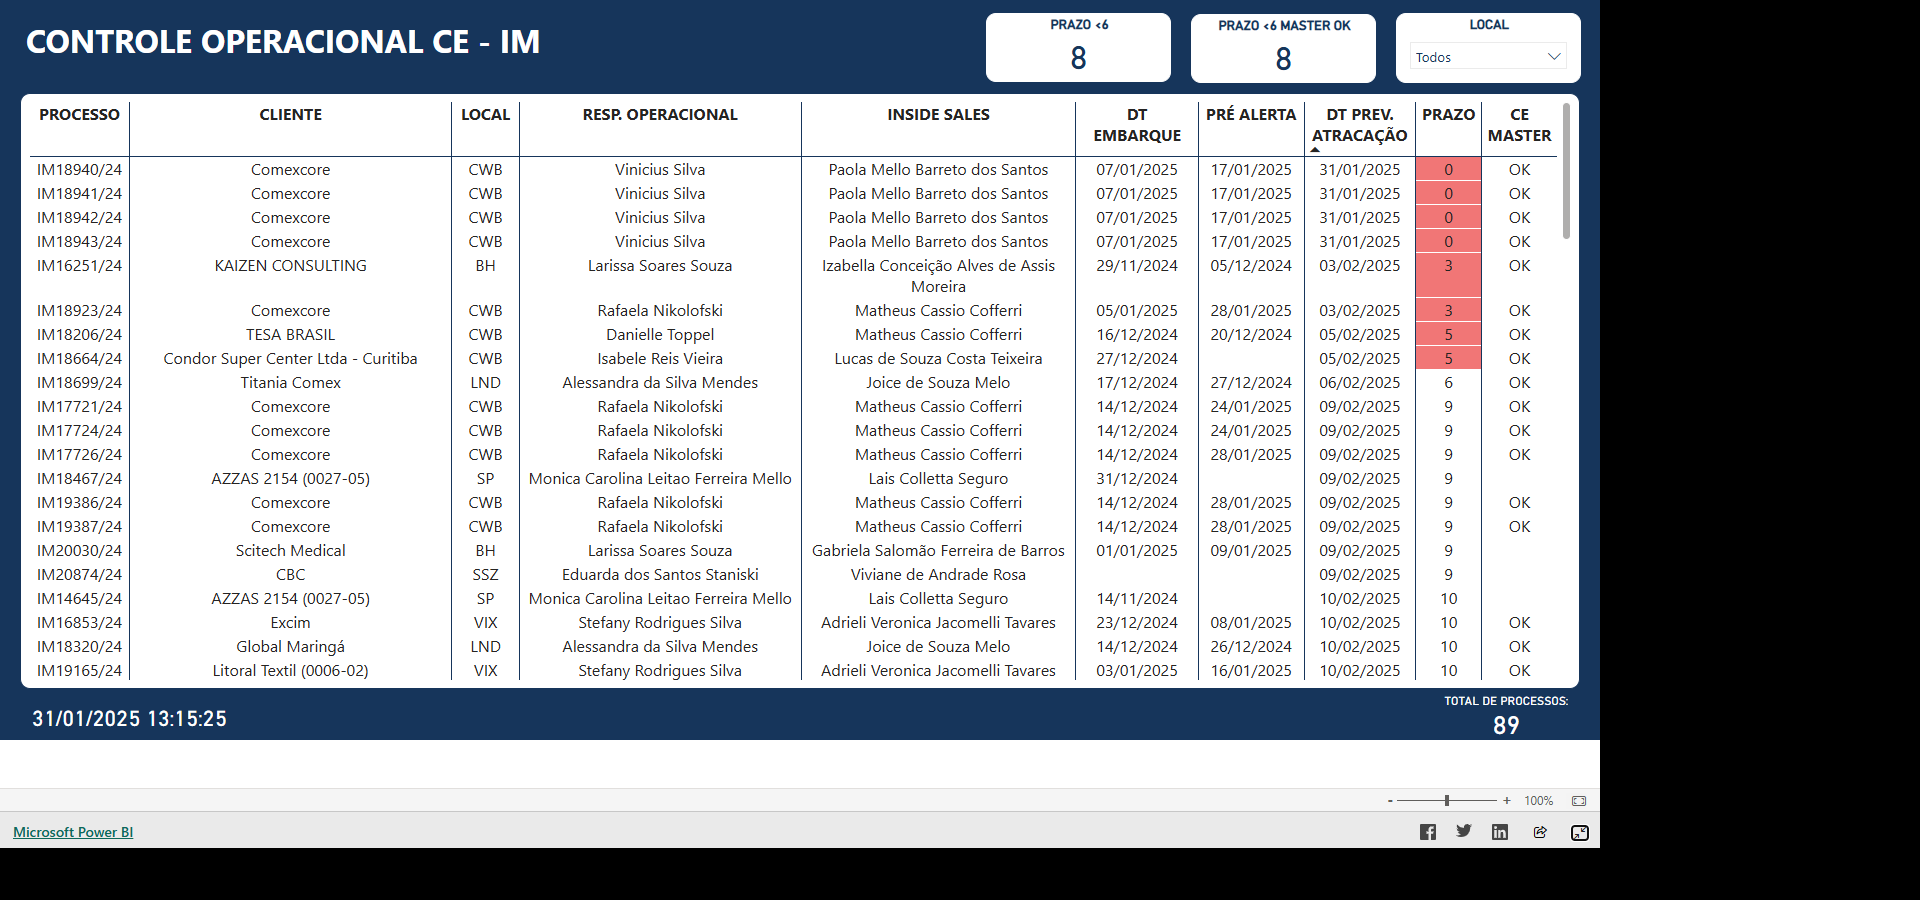 CONTROLE OPERACIONAL CE - IM
PRAZO <6
8
PRAZO <6 MASTER OK
8
LOCAL
Todos
PROCESSO CLIENTE LOCAL RESP. OPERACIONAL INSIDE SALES DT EMBARQUE PRÉ ALERTA DT PREV. ATRACAÇÃO PRAZO CE MASTER
IM18940/24 Comexcore CWB Vinicius Silva Paola Mello Barreto dos Santos 07/01/2025 17/01/2025 31/01/2025 0 OK
IM18941/24 Comexcore CWB Vinicius Silva Paola Mello Barreto dos Santos 07/01/2025 17/01/2025 31/01/2025 0 OK
IM18942/24 Comexcore CWB Vinicius Silva Paola Mello Barreto dos Santos 07/01/2025 17/01/2025 31/01/2025 0 OK
IM18943/24 Comexcore CWB Vinicius Silva Paola Mello Barreto dos Santos 07/01/2025 17/01/2025 31/01/2025 0 OK
IM16251/24 KAIZEN CONSULTING BH Larissa Soares Souza Izabella Conceição Alves de Assis Moreira 29/11/2024 05/12/2024 03/02/2025 3 OK
IM18923/24 Comexcore CWB Rafaela Nikolofski Matheus Cassio Cofferri 05/01/2025 28/01/2025 03/02/2025 3 OK
IM18206/24 TESA BRASIL CWB Danielle Toppel Matheus Cassio Cofferri 16/12/2024 20/12/2024 05/02/2025 5 OK
IM18664/24 Condor Super Center Ltda - Curitiba CWB Isabele Reis Vieira Lucas de Souza Costa Teixeira 27/12/2024 05/02/2025 5 OK
IM18699/24 Titania Comex LND Alessandra da Silva Mendes Joice de Souza Melo 17/12/2024 27/12/2024 06/02/2025 6 OK
IM17721/24 Comexcore CWB Rafaela Nikolofski Matheus Cassio Cofferri 14/12/2024 24/01/2025 09/02/2025 9 OK
IM17724/24 Comexcore CWB Rafaela Nikolofski Matheus Cassio Cofferri 14/12/2024 24/01/2025 09/02/2025 9 OK
IM17726/24 Comexcore CWB Rafaela Nikolofski Matheus Cassio Cofferri 14/12/2024 28/01/2025 09/02/2025 9 OK
IM18467/24 AZZAS 2154 (0027-05) SP Monica Carolina Leitao Ferreira Mello Lais Colletta Seguro 31/12/2024 09/02/2025 9
IM19386/24 Comexcore CWB Rafaela Nikolofski Matheus Cassio Cofferri 14/12/2024 28/01/2025 09/02/2025 9 OK
IM19387/24 Comexcore CWB Rafaela Nikolofski Matheus Cassio Cofferri 14/12/2024 28/01/2025 09/02/2025 9 OK
IM20030/24 Scitech Medical BH Larissa Soares Souza Gabriela Salomão Ferreira de Barros 01/01/2025 09/01/2025 09/02/2025 9
IM20874/24 CBC SSZ Eduarda dos Santos Staniski Viviane de Andrade Rosa 09/02/2025 9
IM14645/24 AZZAS 2154 (0027-05) SP Monica Carolina Leitao Ferreira Mello Lais Colletta Seguro 14/11/2024 10/02/2025 10
IM16853/24 Excim VIX Stefany Rodrigues Silva Adrieli Veronica Jacomelli Tavares 23/12/2024 08/01/2025 10/02/2025 10 OK
IM18320/24 Global Maringá LND Alessandra da Silva Mendes Joice de Souza Melo 14/12/2024 26/12/2024 10/02/2025 10 OK
IM19165/24 Litoral Textil (0006-02) VIX Stefany Rodrigues Silva Adrieli Veronica Jacomelli Tavares 03/01/2025 16/01/2025 10/02/2025 10 OK
31/01/2025 13:15:25
TOTAL DE PROCESSOS:
89
- + 100%
Microsoft Power BI